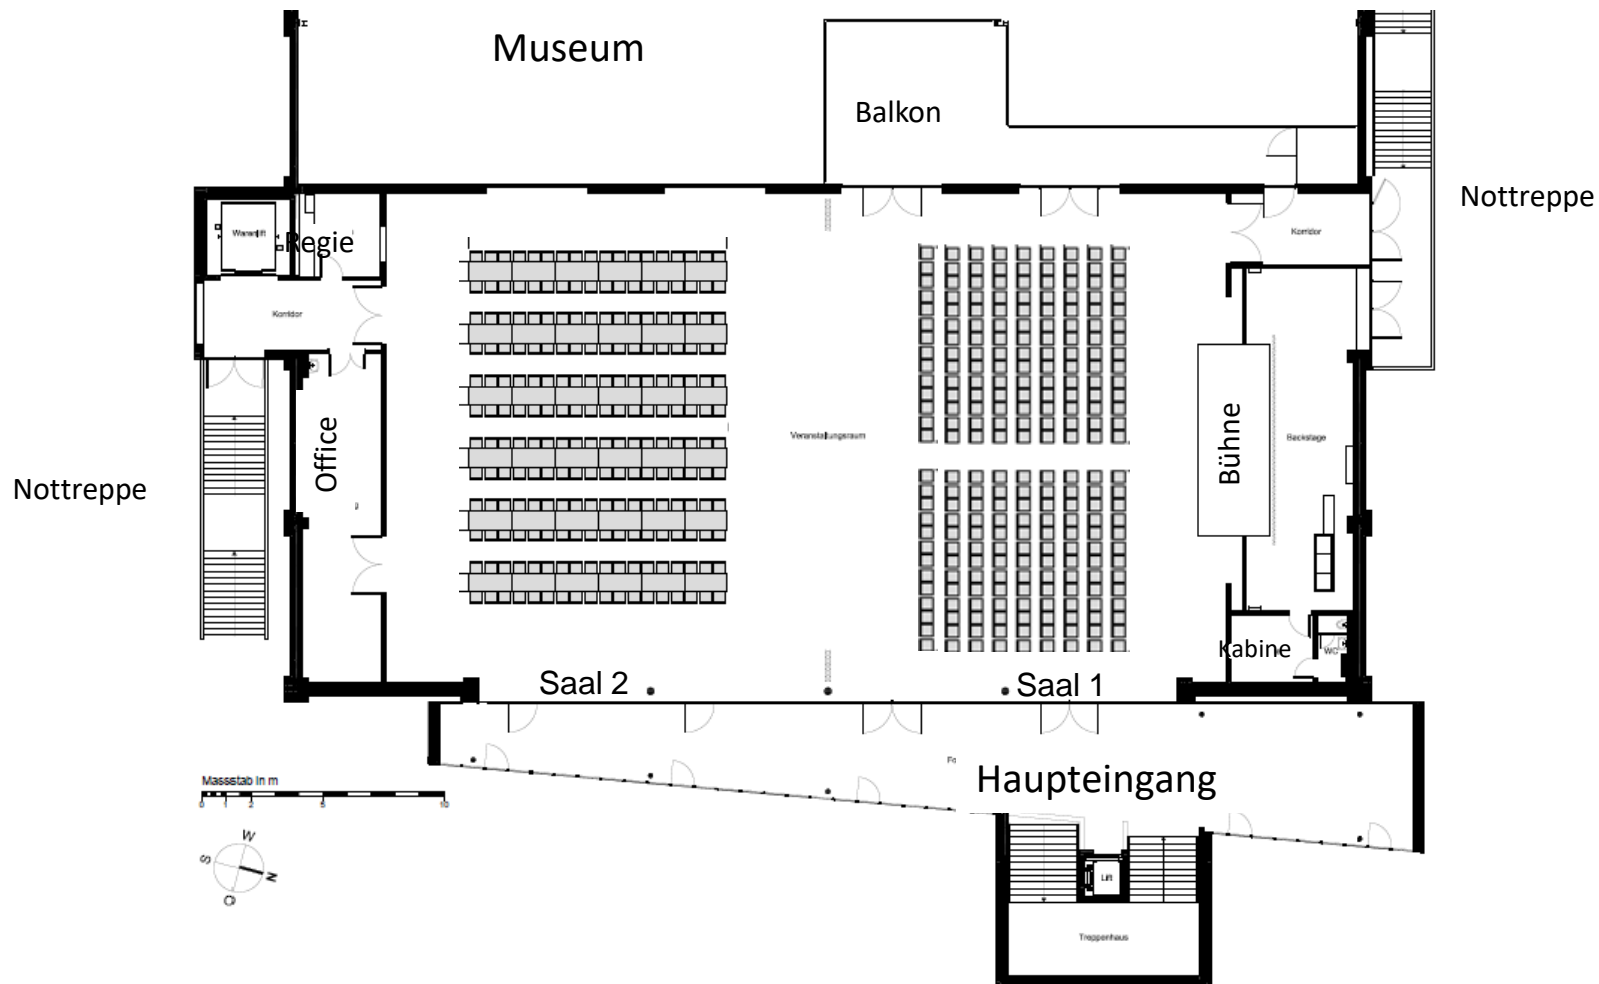 Museum
Balkon
Nottreppe
Warenlift
Regie
Korridor
Korridor
Office
Nottreppe
Veranstaltungsraum
Bühne
Backstage
Kabine
WC
Saal 2
Saal 1
Fo
Haupteingang
Massstab in m
0 1 2 5 10
W
S
N
O
Lift
Treppenhaus